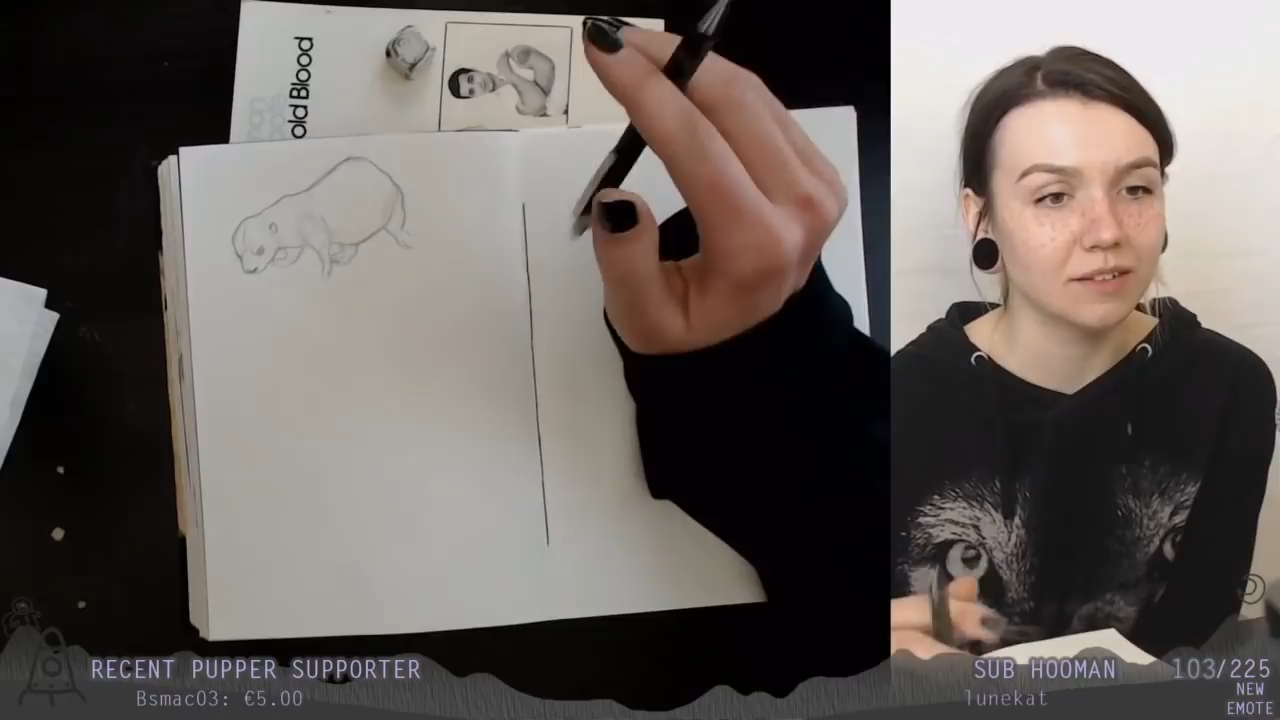 old Blood
RECENT PUPPER SUPPORTER
Bsmac03: €5.00
SUB HOOMAN
lunekat
103/225
NEW
EMOTE